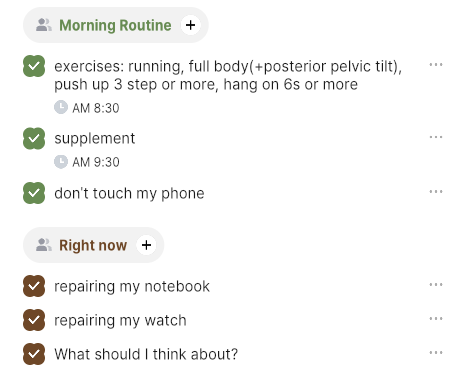 Morning Routine +
exercises: running, full body(+posterior pelvic tilt),
push up 3 step or more, hang on 6s or more
AM 8:30
supplement
AM 9:30
don't touch my phone
Right now +
repairing my notebook
repairing my watch
What should I think about?